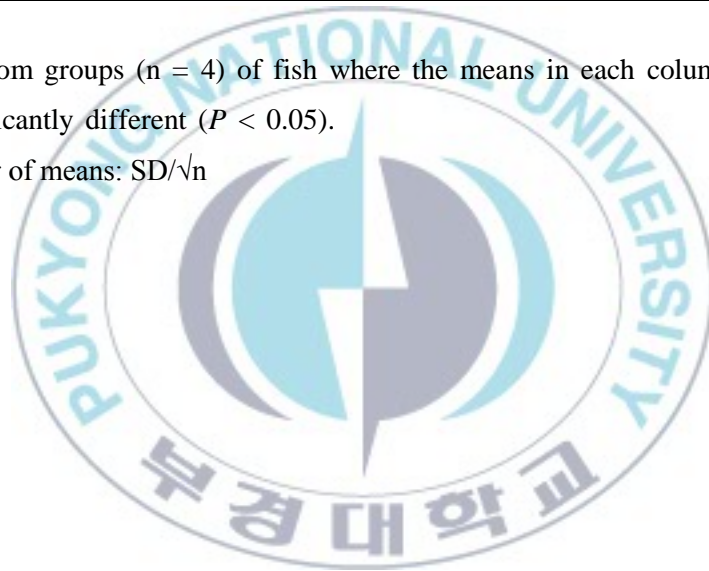 om groups (n = 4) of fish where the means in each colum
icantly different (P < 0.05).
of means: SD/√n
PUKYONG NATIONAL UNIVERSITY
부경대학교